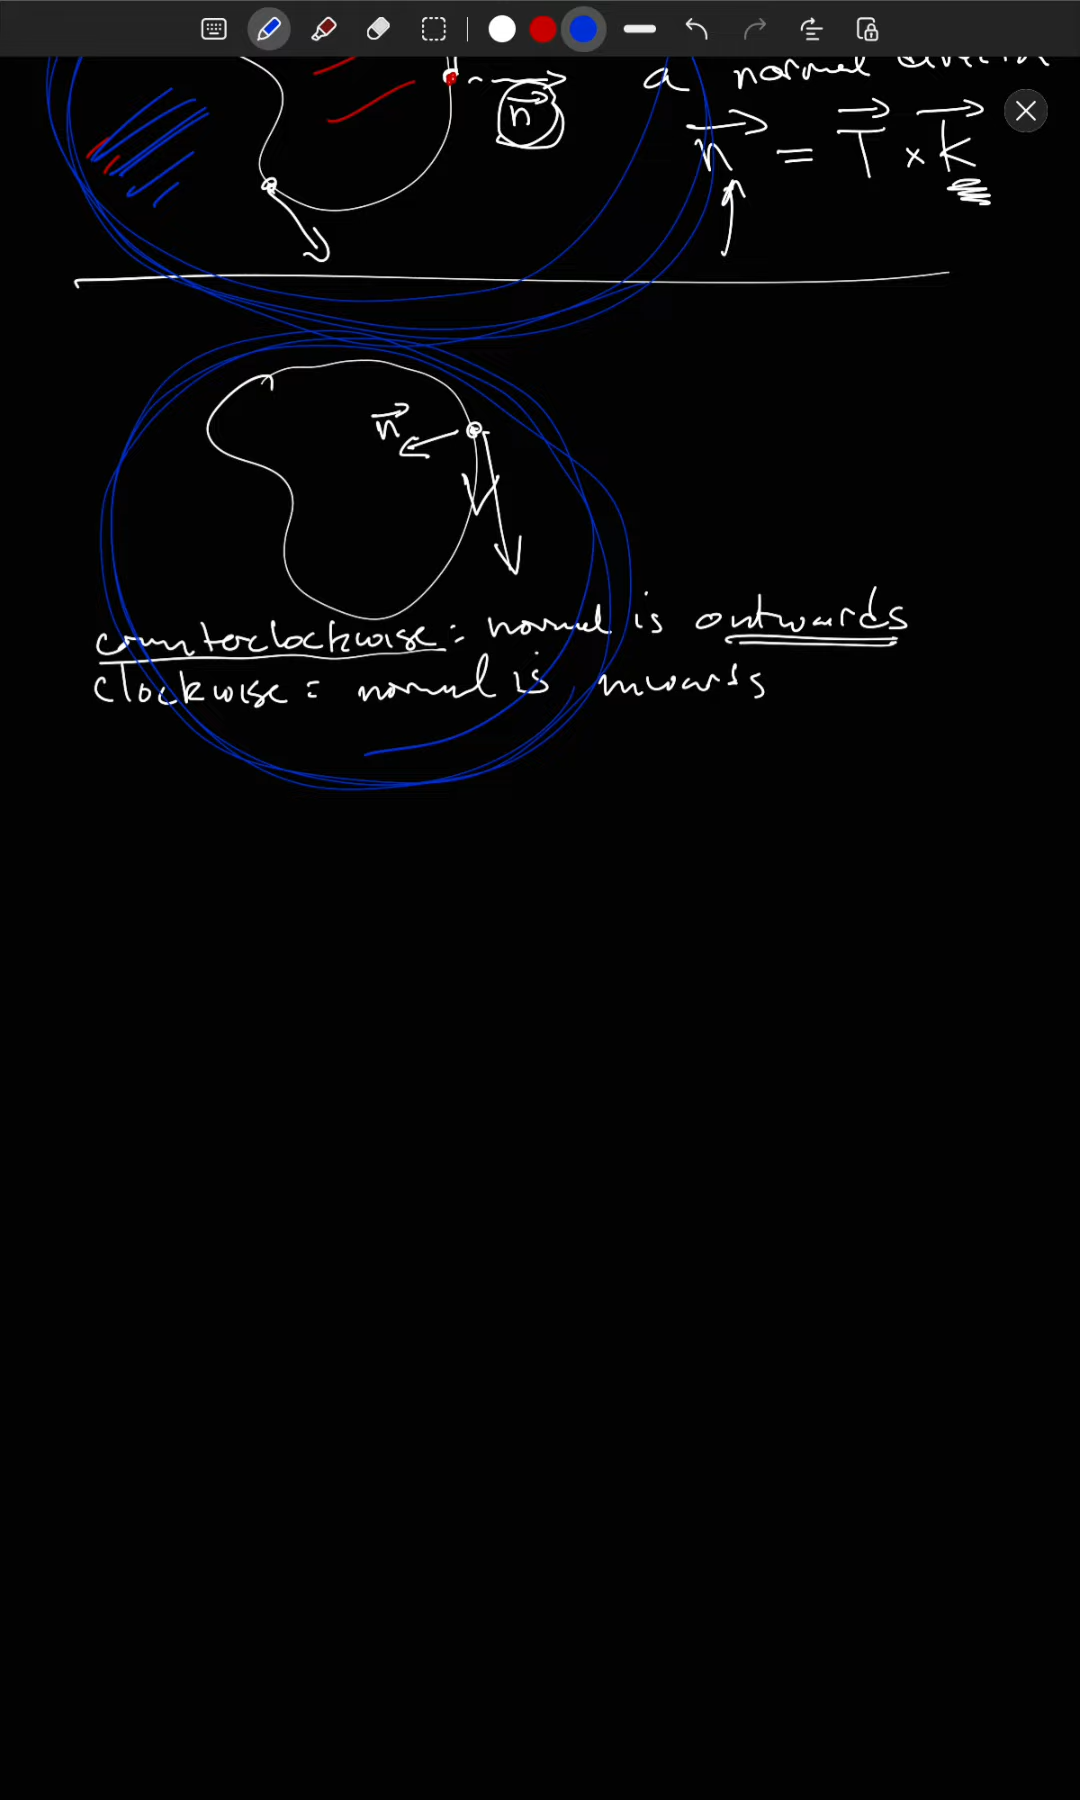 a normal
n = T × k
n
n
counterclockwise = normal is outwards
clockwise = normal is inwards